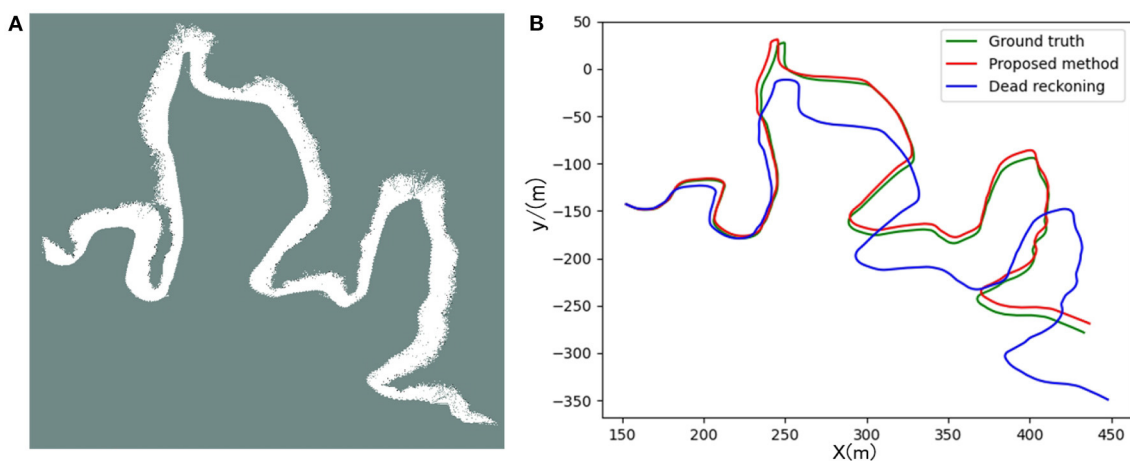 A
B
Ground truth
Proposed method
Dead reckoning
50
0
−50
−100
−150
−200
−250
−300
−350
y/(m)
150
200
250
300
350
400
450
X(m)